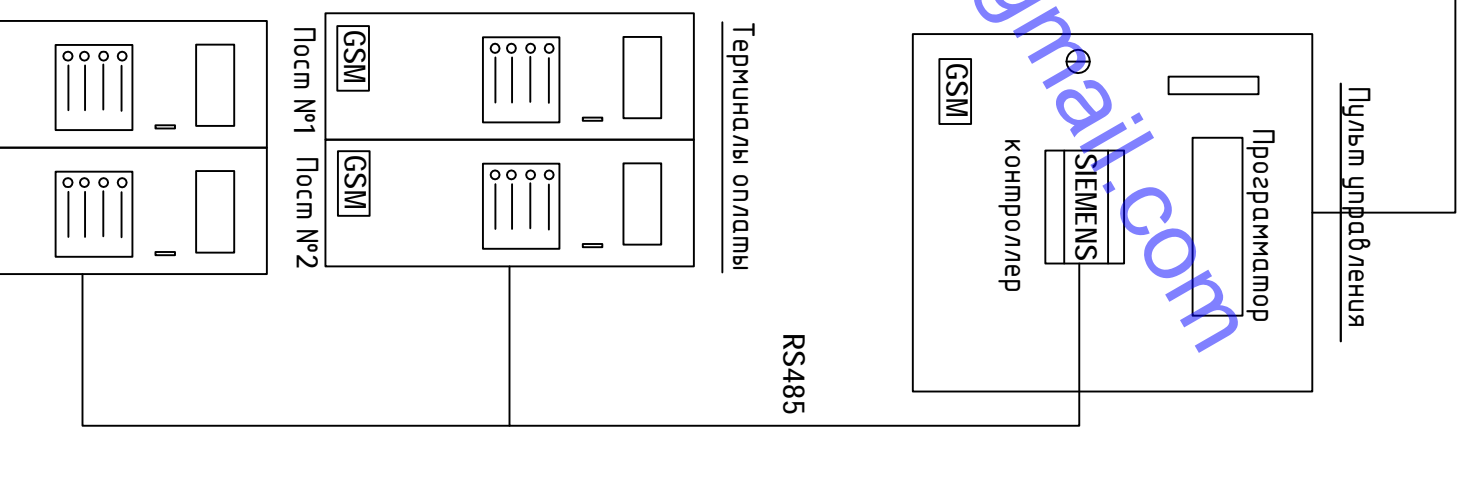 Пульт управления
Программатор
SIEMENS
контроллер
GSM
gmail.com
RS485
Терминалы оплаты
GSM
GSM
Пост №1 Пост №2